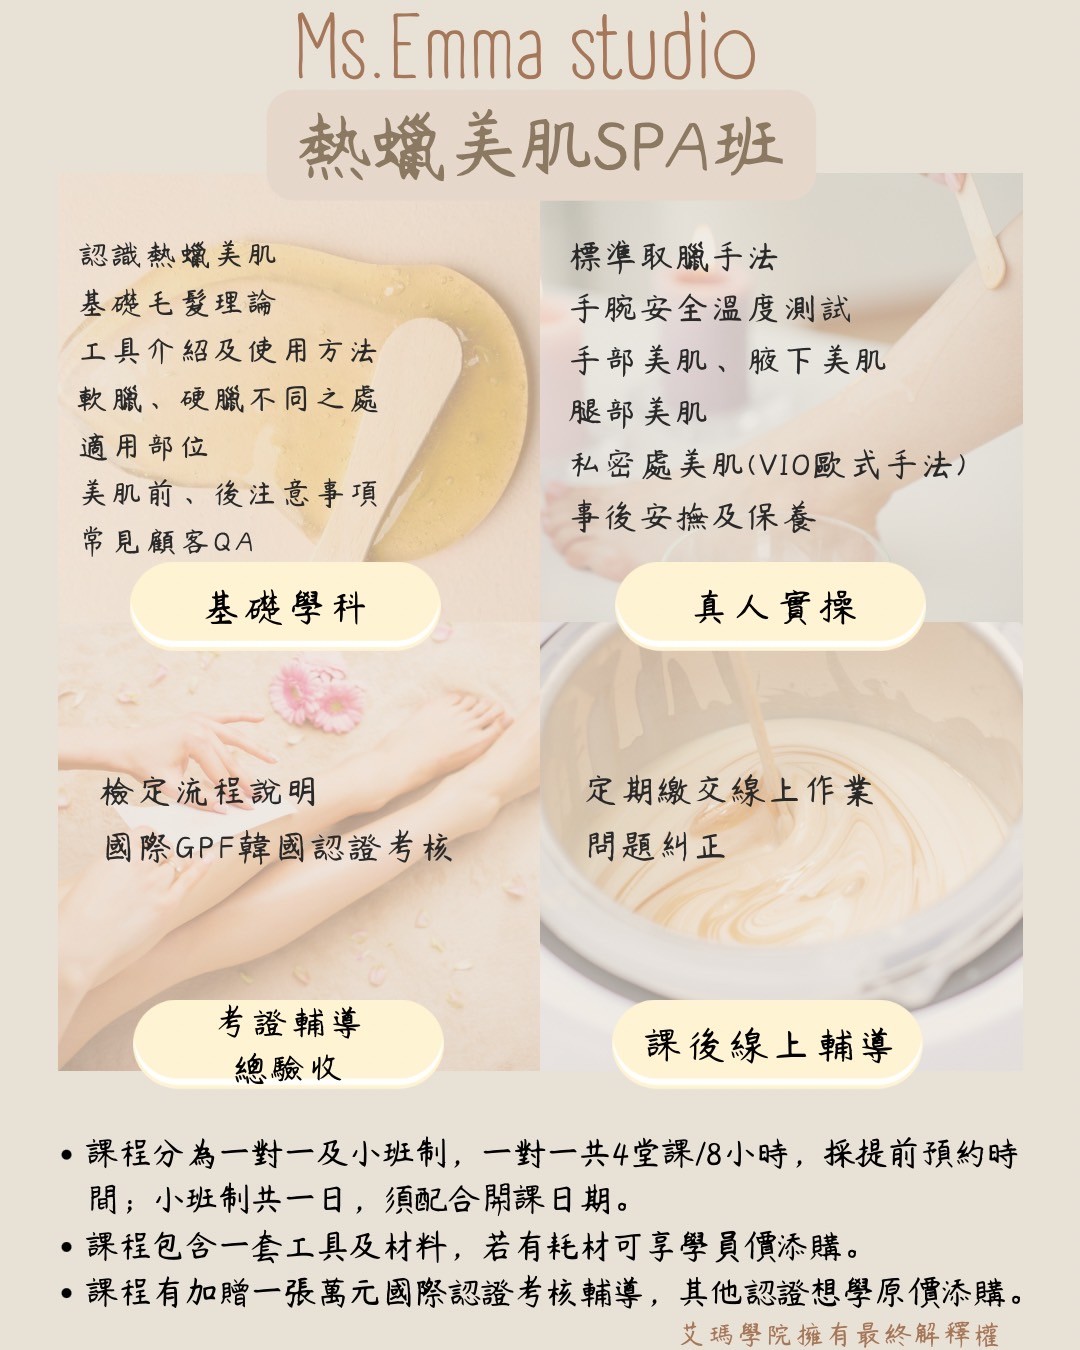 Ms.Emma studio
熱蠟美肌SPA班
認識熱蠟美肌
基礎毛髮理論
工具介紹及使用方法
軟臘、硬臘不同之處
適用部位
美肌前、後注意事項
常見顧客QA
基礎學科
標準取臘手法
手腕安全溫度測試
手部美肌、腋下美肌
腿部美肌
私密處美肌(VIO歐式手法)
事後安撫及保養
真人實操
檢定流程說明
國際GPF韓國認證考核
考證輔導
總驗收
定期繳交線上作業
問題糾正
課後線上輔導
• 課程分為一對一及小班制，一對一共4堂課/8小時，採提前預約時
間；小班制共一日，須配合開課日期。
• 課程包含一套工具及材料，若有耗材可享學員價添購。
• 課程有加贈一張萬元國際認證考核輔導，其他認證想學原價添購。
艾瑪學院擁有最終解釋權